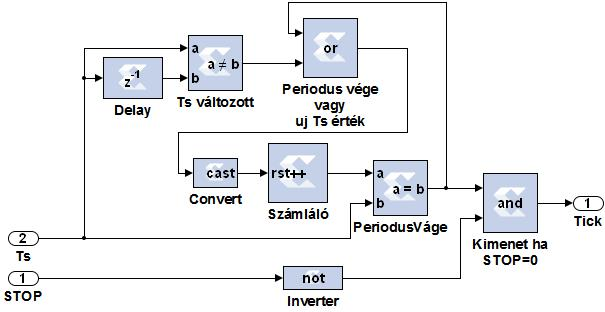 a
b
a ≠ b
Ts változott
z-1
Delay
or
Periodus vége
vagy
uj Ts érték
cast
Convert
rst++
Számláló
a
b
a = b
PeriodusVáge
and
Kimenet ha
STOP=0
1
Tick
2
Ts
1
STOP
not
Inverter